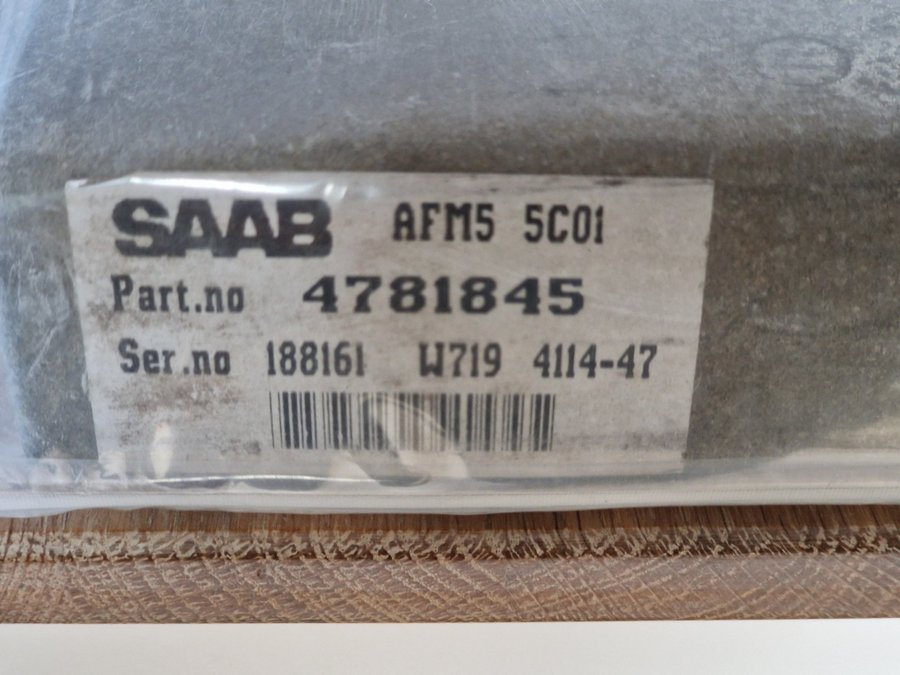 SAAB AFM5 5C01
Part.no 4781845
Ser.no 188161 W719 4114-47